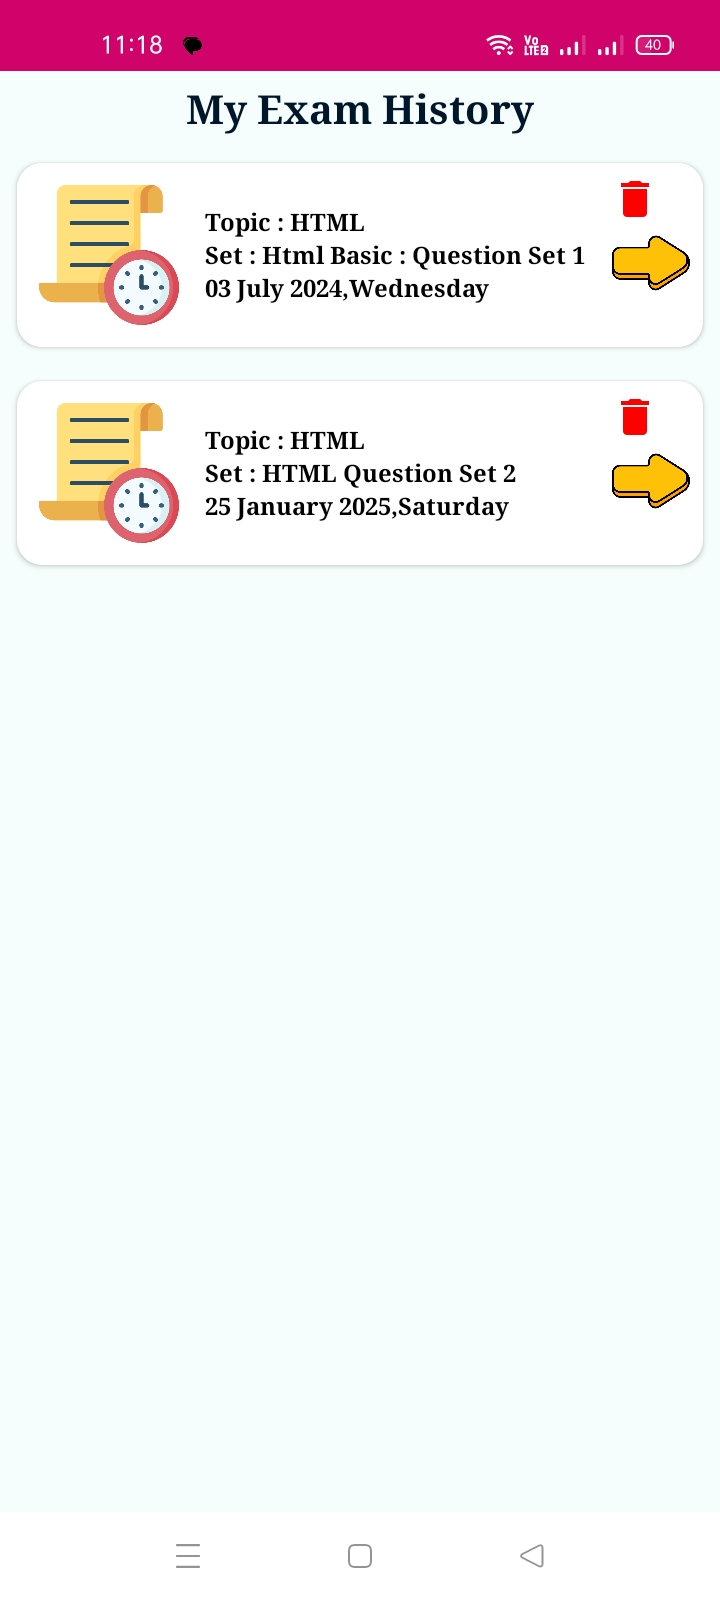 11:18
Vo
LTE2
40
My Exam History
Topic : HTML
Set : Html Basic : Question Set 1
03 July 2024,Wednesday
Topic : HTML
Set : HTML Question Set 2
25 January 2025,Saturday